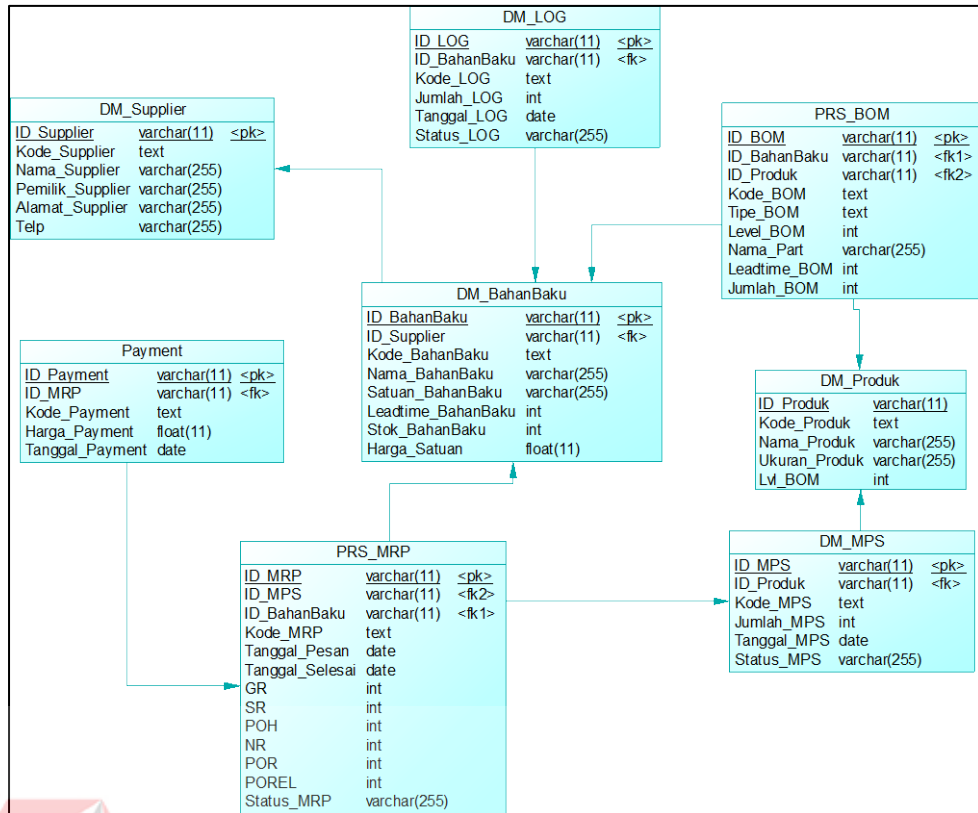 DM_LOG
ID_LOG varchar(11) <pk>
ID_BahanBaku varchar(11) <fk>
Kode_LOG text
Jumlah_LOG int
Tanggal_LOG date
Status_LOG varchar(255)
DM_Supplier
ID_Supplier varchar(11) <pk>
Kode_Supplier text
Nama_Supplier varchar(255)
Pemilik_Supplier varchar(255)
Alamat_Supplier varchar(255)
Telp varchar(255)
PRS_BOM
ID_BOM varchar(11) <pk>
ID_BahanBaku varchar(11) <fk1>
ID_Produk varchar(11) <fk2>
Kode_BOM text
Tipe_BOM text
Level_BOM int
Nama_Part varchar(255)
Leadtime_BOM int
Jumlah_BOM int
DM_BahanBaku
ID_BahanBaku varchar(11) <pk>
ID_Supplier varchar(11) <fk>
Kode_BahanBaku text
Nama_BahanBaku varchar(255)
Satuan_BahanBaku varchar(255)
Leadtime_BahanBaku int
Stok_BahanBaku int
Harga_Satuan float(11)
Payment
ID_Payment varchar(11) <pk>
ID_MRP varchar(11) <fk>
Kode_Payment text
Harga_Payment float(11)
Tanggal_Payment date
DM_Produk
ID_Produk varchar(11)
Kode_Produk text
Nama_Produk varchar(255)
Ukuran_Produk varchar(255)
Lvl_BOM int
PRS_MRP
ID_MRP varchar(11) <pk>
ID_MPS varchar(11) <fk2>
ID_BahanBaku varchar(11) <fk1>
Kode_MRP text
Tanggal_Pesan date
Tanggal_Selesai date
GR int
SR int
POH int
NR int
POR int
POREL int
Status_MRP varchar(255)
DM_MPS
ID_MPS varchar(11) <pk>
ID_Produk varchar(11) <fk>
Kode_MPS text
Jumlah_MPS int
Tanggal_MPS date
Status_MPS varchar(255)